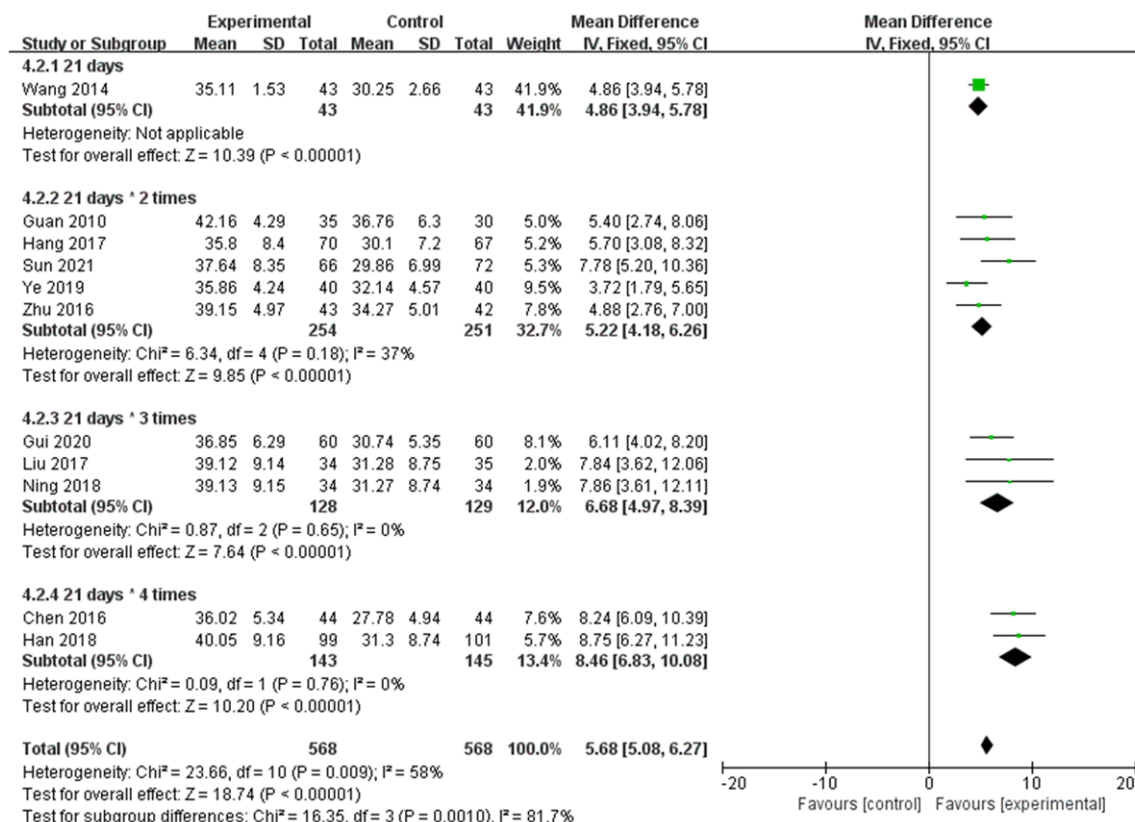 Experimental Control Mean Difference Mean Difference
Study or Subgroup Mean SD Total Mean SD Total Weight IV, Fixed, 95% CI IV, Fixed, 95% CI
4.2.1 21 days
Wang 2014 35.11 1.53 43 30.25 2.66 43 41.9% 4.86 [3.94, 5.78]
Subtotal (95% CI) 43 43 41.9% 4.86 [3.94, 5.78]
Heterogeneity: Not applicable
Test for overall effect: Z = 10.39 (P < 0.00001)
4.2.2 21 days * 2 times
Guan 2010 42.16 4.29 35 36.76 6.3 30 5.0% 5.40 [2.74, 8.06]
Hang 2017 35.8 8.4 70 30.1 7.2 67 5.2% 5.70 [3.08, 8.32]
Sun 2021 37.64 8.35 66 29.86 6.99 72 5.3% 7.78 [5.20, 10.36]
Ye 2019 35.86 4.24 40 32.14 4.57 40 9.5% 3.72 [1.79, 5.65]
Zhu 2016 39.15 4.97 43 34.27 5.01 42 7.8% 4.88 [2.76, 7.00]
Subtotal (95% CI) 254 251 32.7% 5.22 [4.18, 6.26]
Heterogeneity: Chi² = 6.34, df = 4 (P = 0.18); I² = 37%
Test for overall effect: Z = 9.85 (P < 0.00001)
4.2.3 21 days * 3 times
Gui 2020 36.85 6.29 60 30.74 5.35 60 8.1% 6.11 [4.02, 8.20]
Liu 2017 39.12 9.14 34 31.28 8.75 35 2.0% 7.84 [3.62, 12.06]
Ning 2018 39.13 9.15 34 31.27 8.74 34 1.9% 7.86 [3.61, 12.11]
Subtotal (95% CI) 128 129 12.0% 6.68 [4.97, 8.39]
Heterogeneity: Chi² = 0.87, df = 2 (P = 0.65); I² = 0%
Test for overall effect: Z = 7.64 (P < 0.00001)
4.2.4 21 days * 4 times
Chen 2016 36.02 5.34 44 27.78 4.94 44 7.6% 8.24 [6.09, 10.39]
Han 2018 40.05 9.16 99 31.3 8.74 101 5.7% 8.75 [6.27, 11.23]
Subtotal (95% CI) 143 145 13.4% 8.46 [6.83, 10.08]
Heterogeneity: Chi² = 0.09, df = 1 (P = 0.76); I² = 0%
Test for overall effect: Z = 10.20 (P < 0.00001)
Total (95% CI) 568 568 100.0% 5.68 [5.08, 6.27]
Heterogeneity: Chi² = 23.66, df = 10 (P = 0.009); I² = 58%
Test for overall effect: Z = 18.74 (P < 0.00001)
Test for subgroup differences: Chi² = 16.35, df = 3 (P = 0.0010), I² = 81.7%
-20 -10 0 10 20
Favours [control] Favours [experimental]